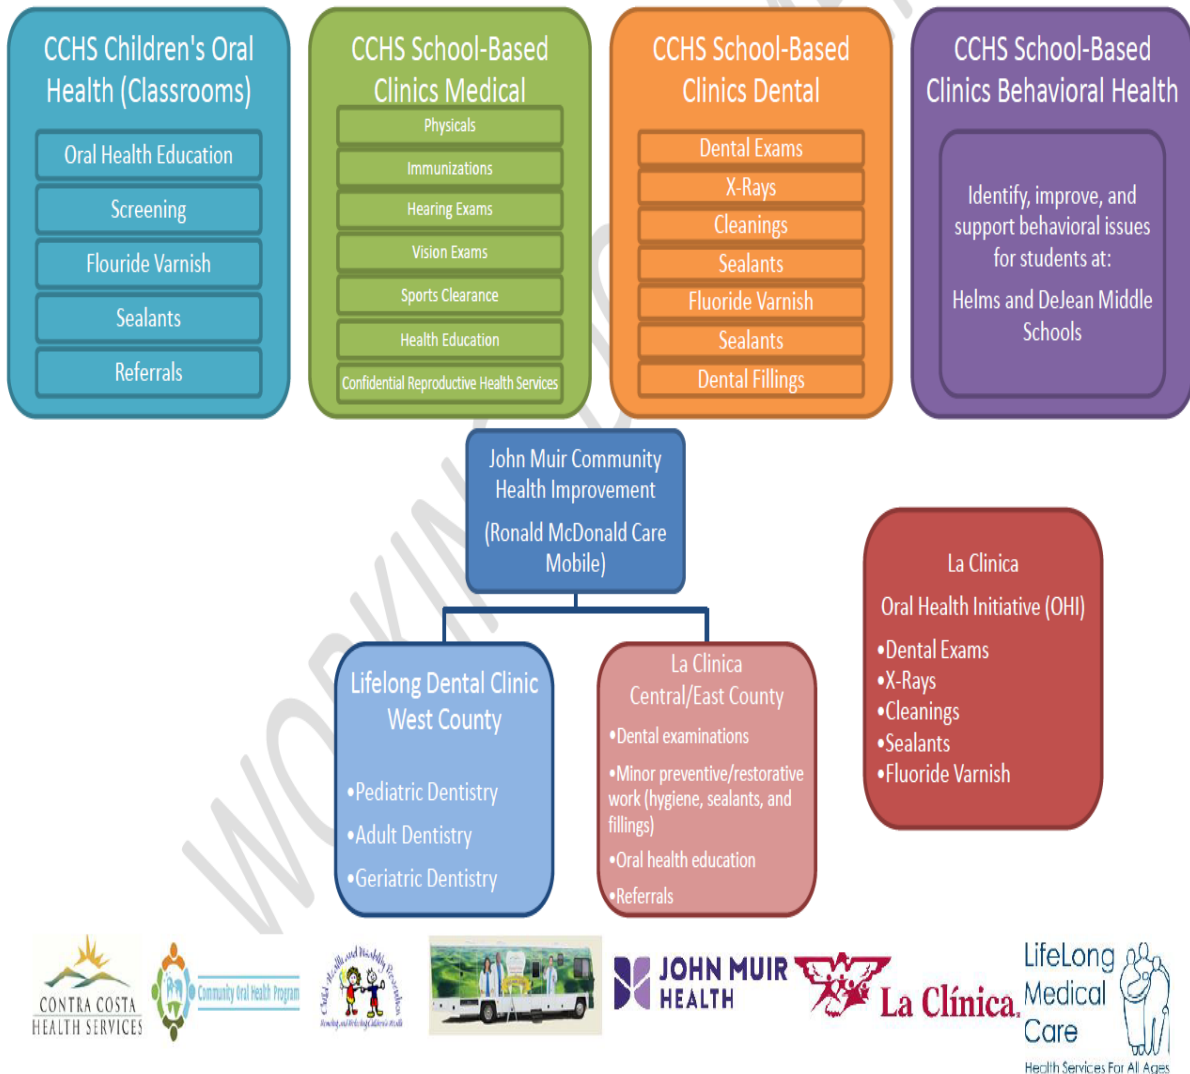 CCHS Children's Oral
Health (Classrooms)
Oral Health Education
Screening
Flouride Varnish
Sealants
Referrals
CCHS School-Based
Clinics Medical
Physicals
Immunizations
Hearing Exams
Vision Exams
Sports Clearance
Health Education
Confidential Reproductive Health Services
CCHS School-Based
Clinics Dental
Dental Exams
X-Rays
Cleanings
Sealants
Fluoride Varnish
Sealants
Dental Fillings
CCHS School-Based
Clinics Behavioral Health
Identify, improve, and
support behavioral issues
for students at:
Helms and DeJean Middle
Schools
John Muir Community
Health Improvement
(Ronald McDonald Care
Mobile)
Lifelong Dental Clinic
West County
•Pediatric Dentistry
•Adult Dentistry
•Geriatric Dentistry
La Clinica
Central/East County
•Dental examinations
•Minor preventive/restorative
work (hygiene, sealants, and
fillings)
•Oral health education
•Referrals
La Clinica
Oral Health Initiative (OHI)
•Dental Exams
•X-Rays
•Cleanings
•Sealants
•Fluoride Varnish
CONTRA COSTA
HEALTH SERVICES
Community Oral Health Program
Child Health and Disability Prevention
JOHN MUIR
HEALTH
La Clínica.
LifeLong
Medical
Care
Health Services For All Ages